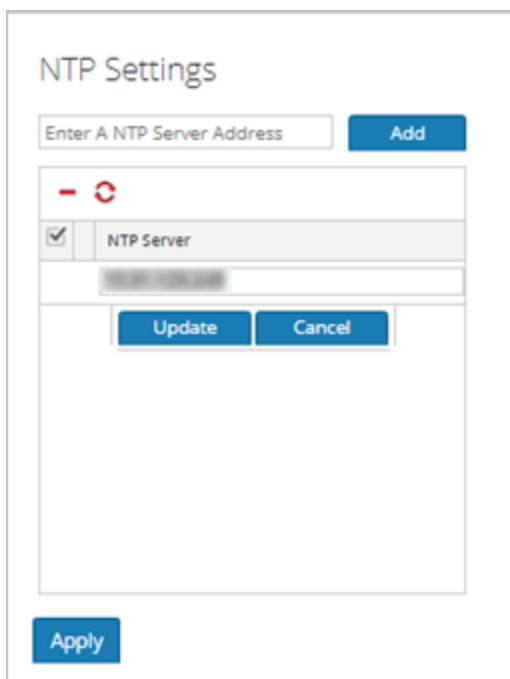 NTP Settings
Enter A NTP Server Address
Add
NTP Server
Update
Cancel
Apply